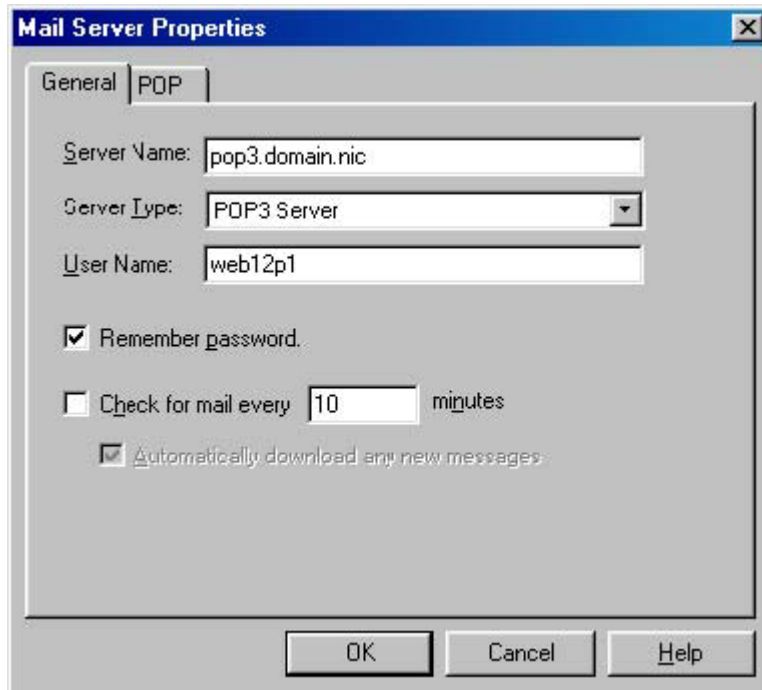 Mail Server Properties
General POP
Server Name: pop3.domain.nic
Server Type: POP3 Server
User Name: web12p1
Remember password.
Check for mail every 10 minutes
Automatically download any new messages
OK Cancel Help